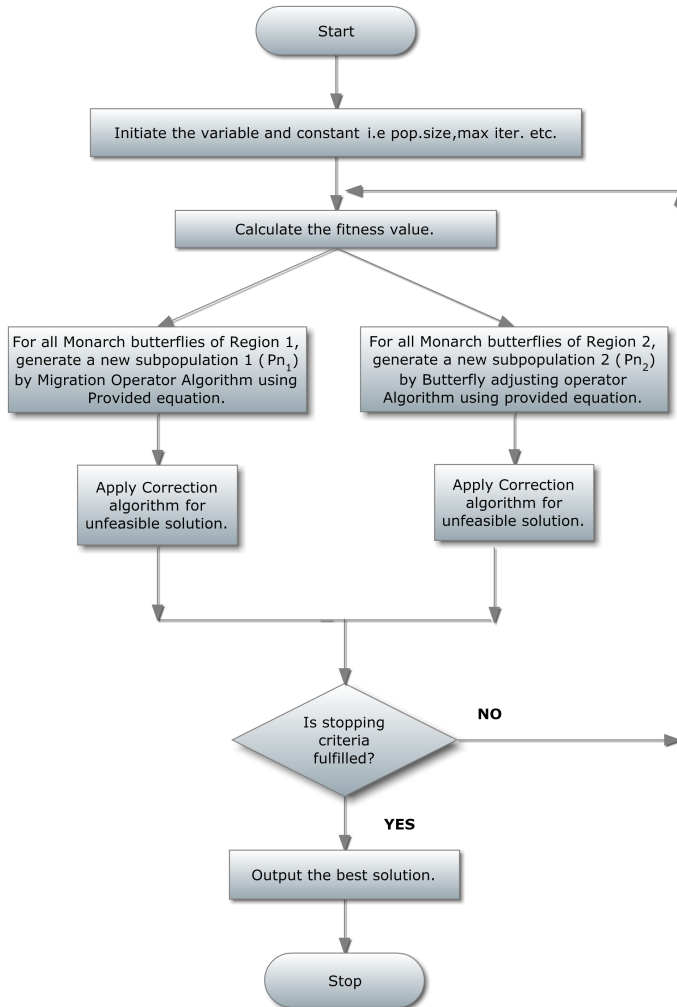 Start
Initiate the variable and constant i.e pop.size,max iter. etc.
Calculate the fitness value.
For all Monarch butterflies of Region 1,
generate a new subpopulation 1 (Pn₁)
by Migration Operator Algorithm using
Provided equation.
For all Monarch butterflies of Region 2,
generate a new subpopulation 2 (Pn₂)
by Butterfly adjusting operator
Algorithm using provided equation.
Apply Correction
algorithm for
unfeasible solution.
Apply Correction
algorithm for
unfeasible solution.
Is stopping
criteria
fulfilled?
NO
YES
Output the best solution.
Stop